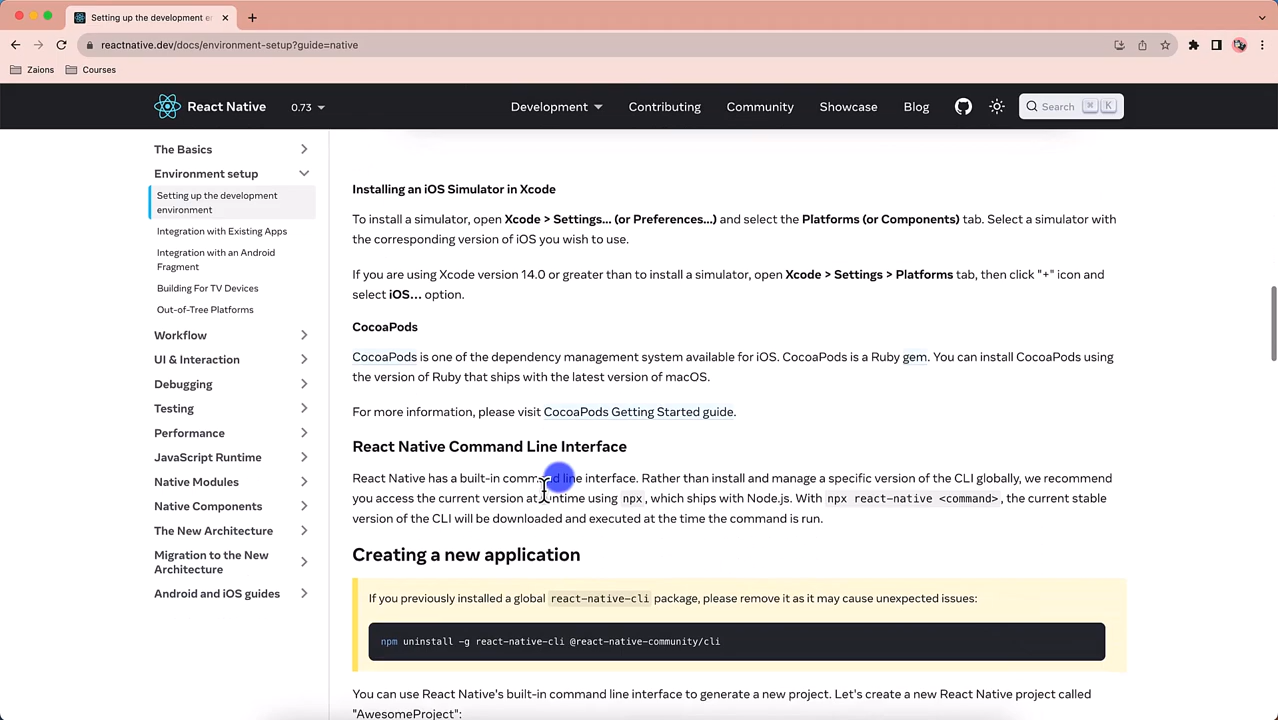 Setting up the development e
reactnative.dev/docs/environment-setup?guide=native
Zaions
Courses
React Native
0.73
Development
Contributing
Community
Showcase
Blog
Search ⌘ K
The Basics
Environment setup
Setting up the development
environment
Integration with Existing Apps
Integration with an Android
Fragment
Building For TV Devices
Out-of-Tree Platforms
Workflow
UI & Interaction
Debugging
Testing
Performance
JavaScript Runtime
Native Modules
Native Components
The New Architecture
Migration to the New
Architecture
Android and iOS guides
Installing an iOS Simulator in Xcode
To install a simulator, open Xcode > Settings... (or Preferences...) and select the Platforms (or Components) tab. Select a simulator with
the corresponding version of iOS you wish to use.
If you are using Xcode version 14.0 or greater than to install a simulator, open Xcode > Settings > Platforms tab, then click "+" icon and
select iOS... option.
CocoaPods
CocoaPods is one of the dependency management system available for iOS. CocoaPods is a Ruby gem. You can install CocoaPods using
the version of Ruby that ships with the latest version of macOS.
For more information, please visit CocoaPods Getting Started guide.
React Native Command Line Interface
React Native has a built-in command line interface. Rather than install and manage a specific version of the CLI globally, we recommend
you access the current version at runtime using npx, which ships with Node.js. With npx react-native <command>, the current stable
version of the CLI will be downloaded and executed at the time the command is run.
Creating a new application
If you previously installed a global react-native-cli package, please remove it as it may cause unexpected issues:
npm uninstall -g react-native-cli @react-native-community/cli
You can use React Native's built-in command line interface to generate a new project. Let's create a new React Native project called
"AwesomeProject":